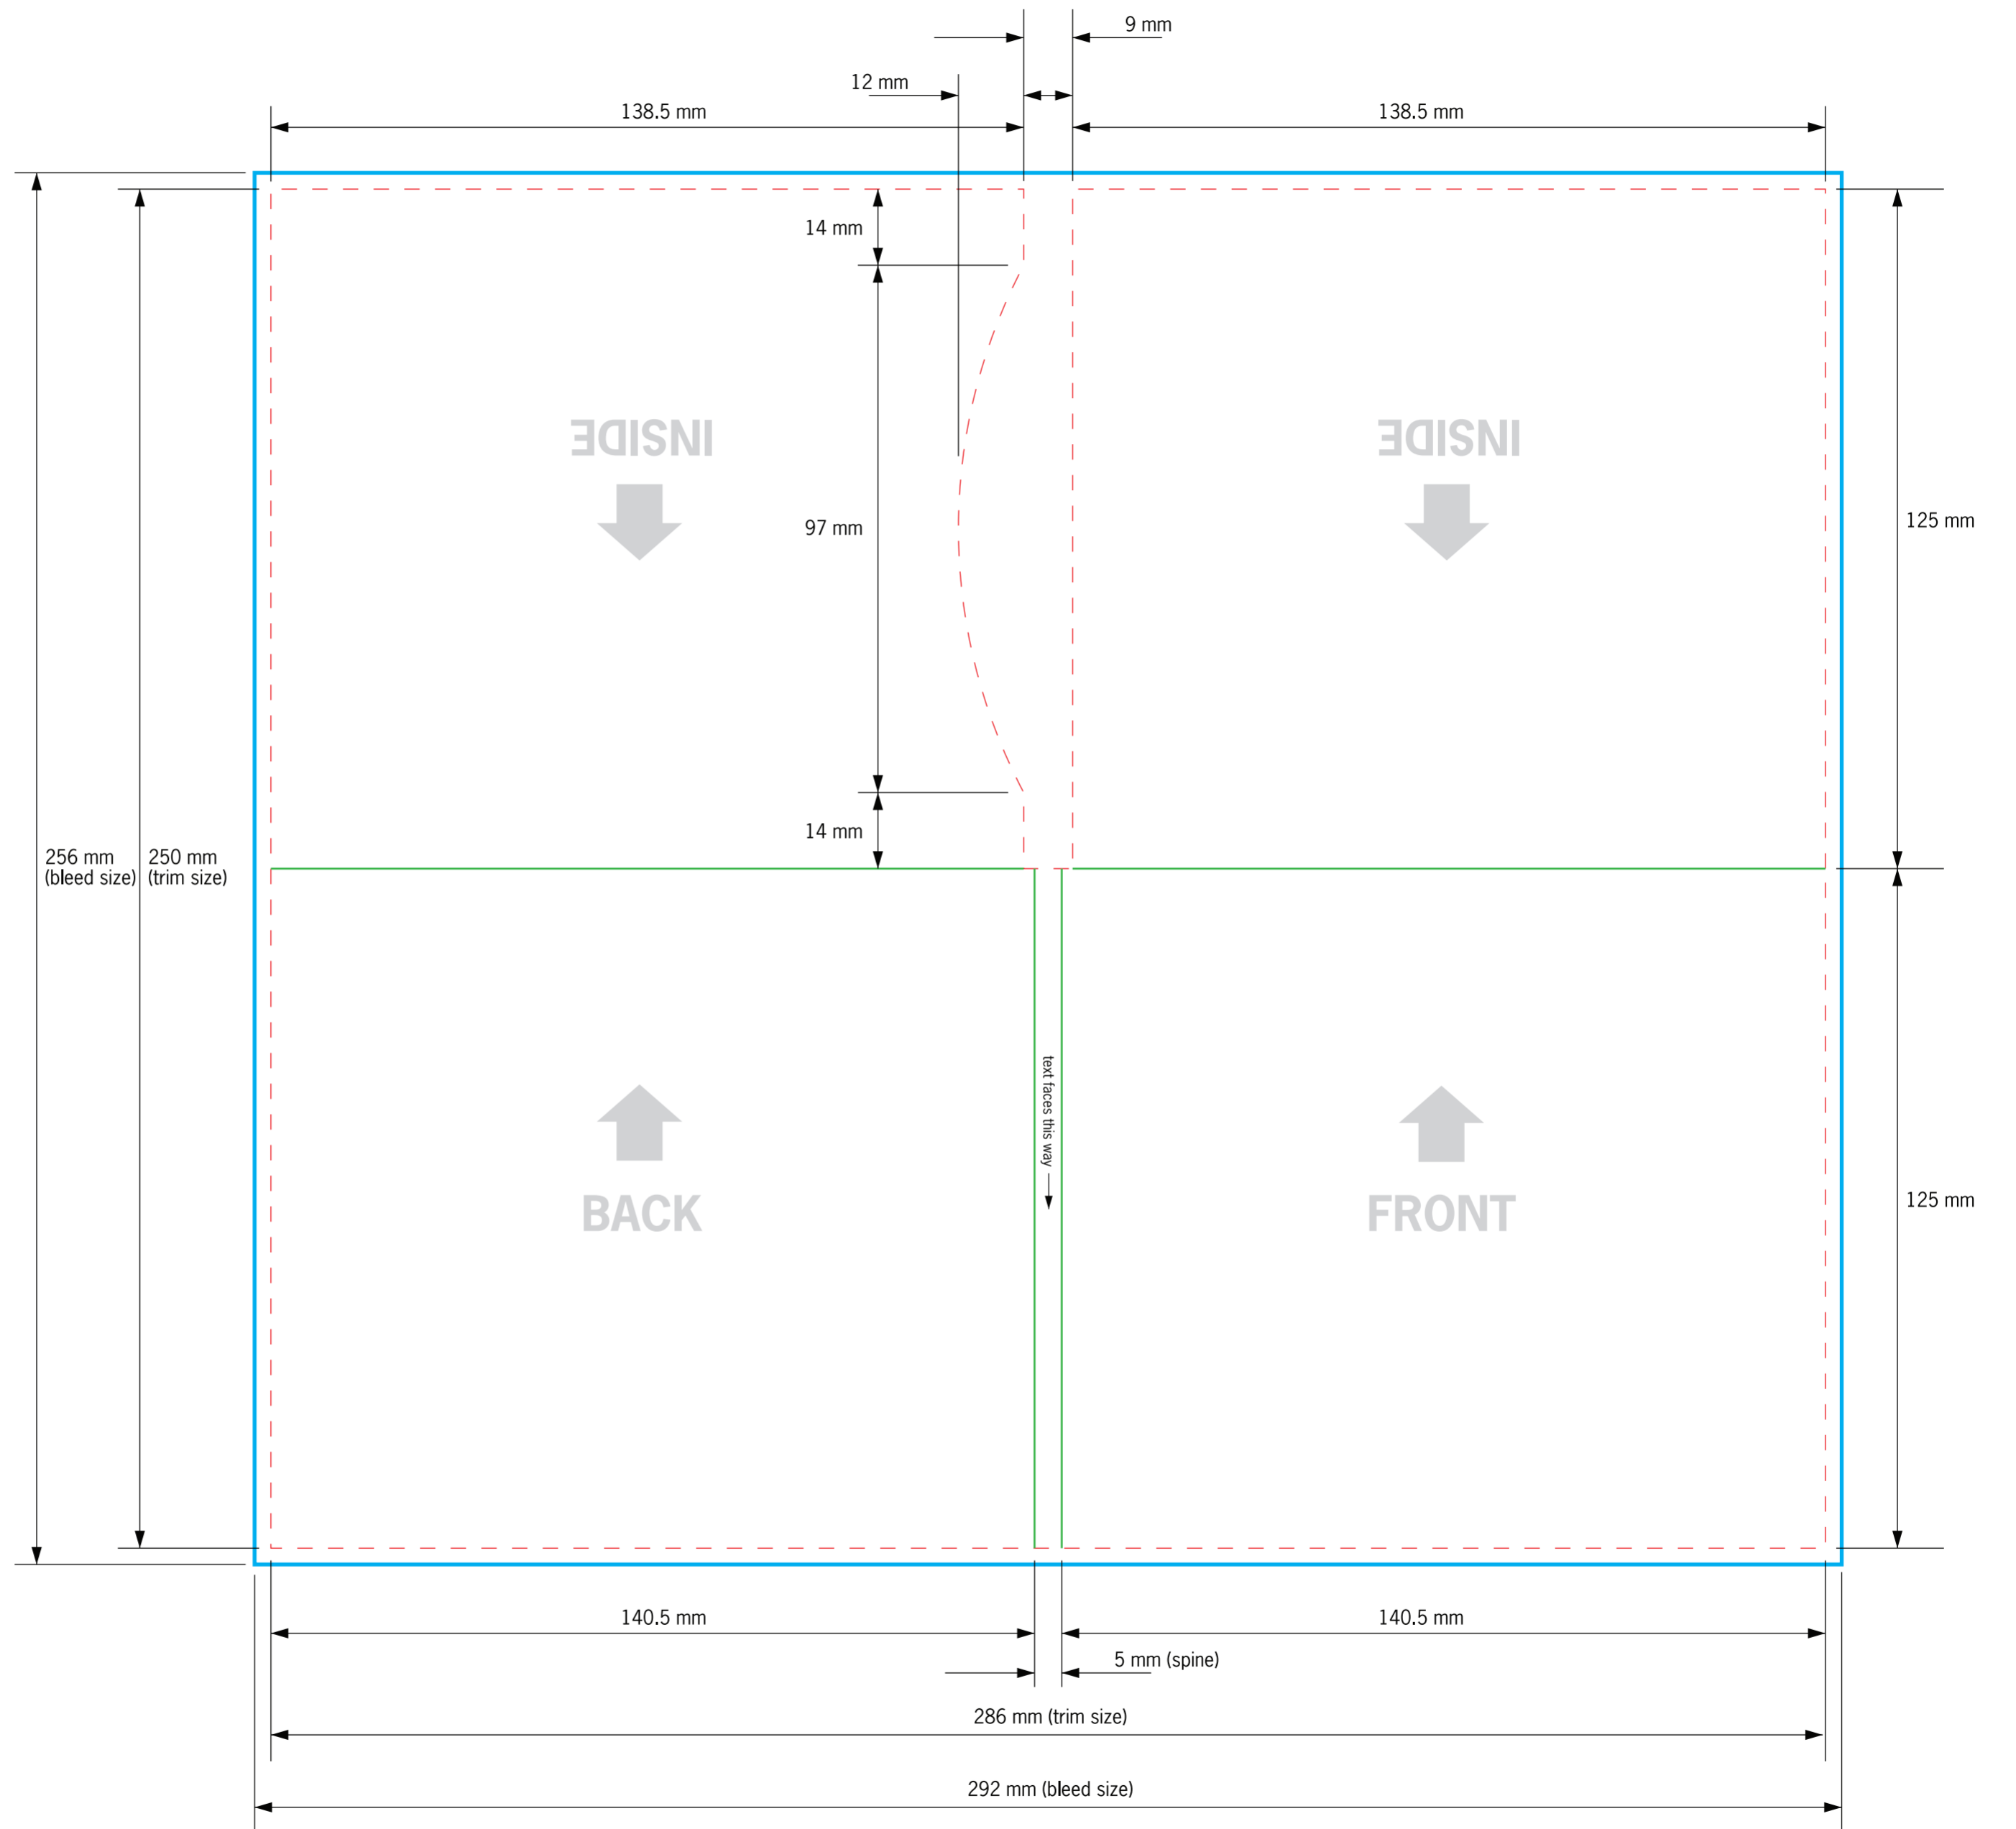 9 mm
12 mm
138.5 mm
138.5 mm
14 mm
INSIDE
INSIDE
97 mm
125 mm
14 mm
256 mm
(bleed size)
250 mm
(trim size)
text faces this way
BACK
FRONT
125 mm
140.5 mm
140.5 mm
5 mm (spine)
286 mm (trim size)
292 mm (bleed size)